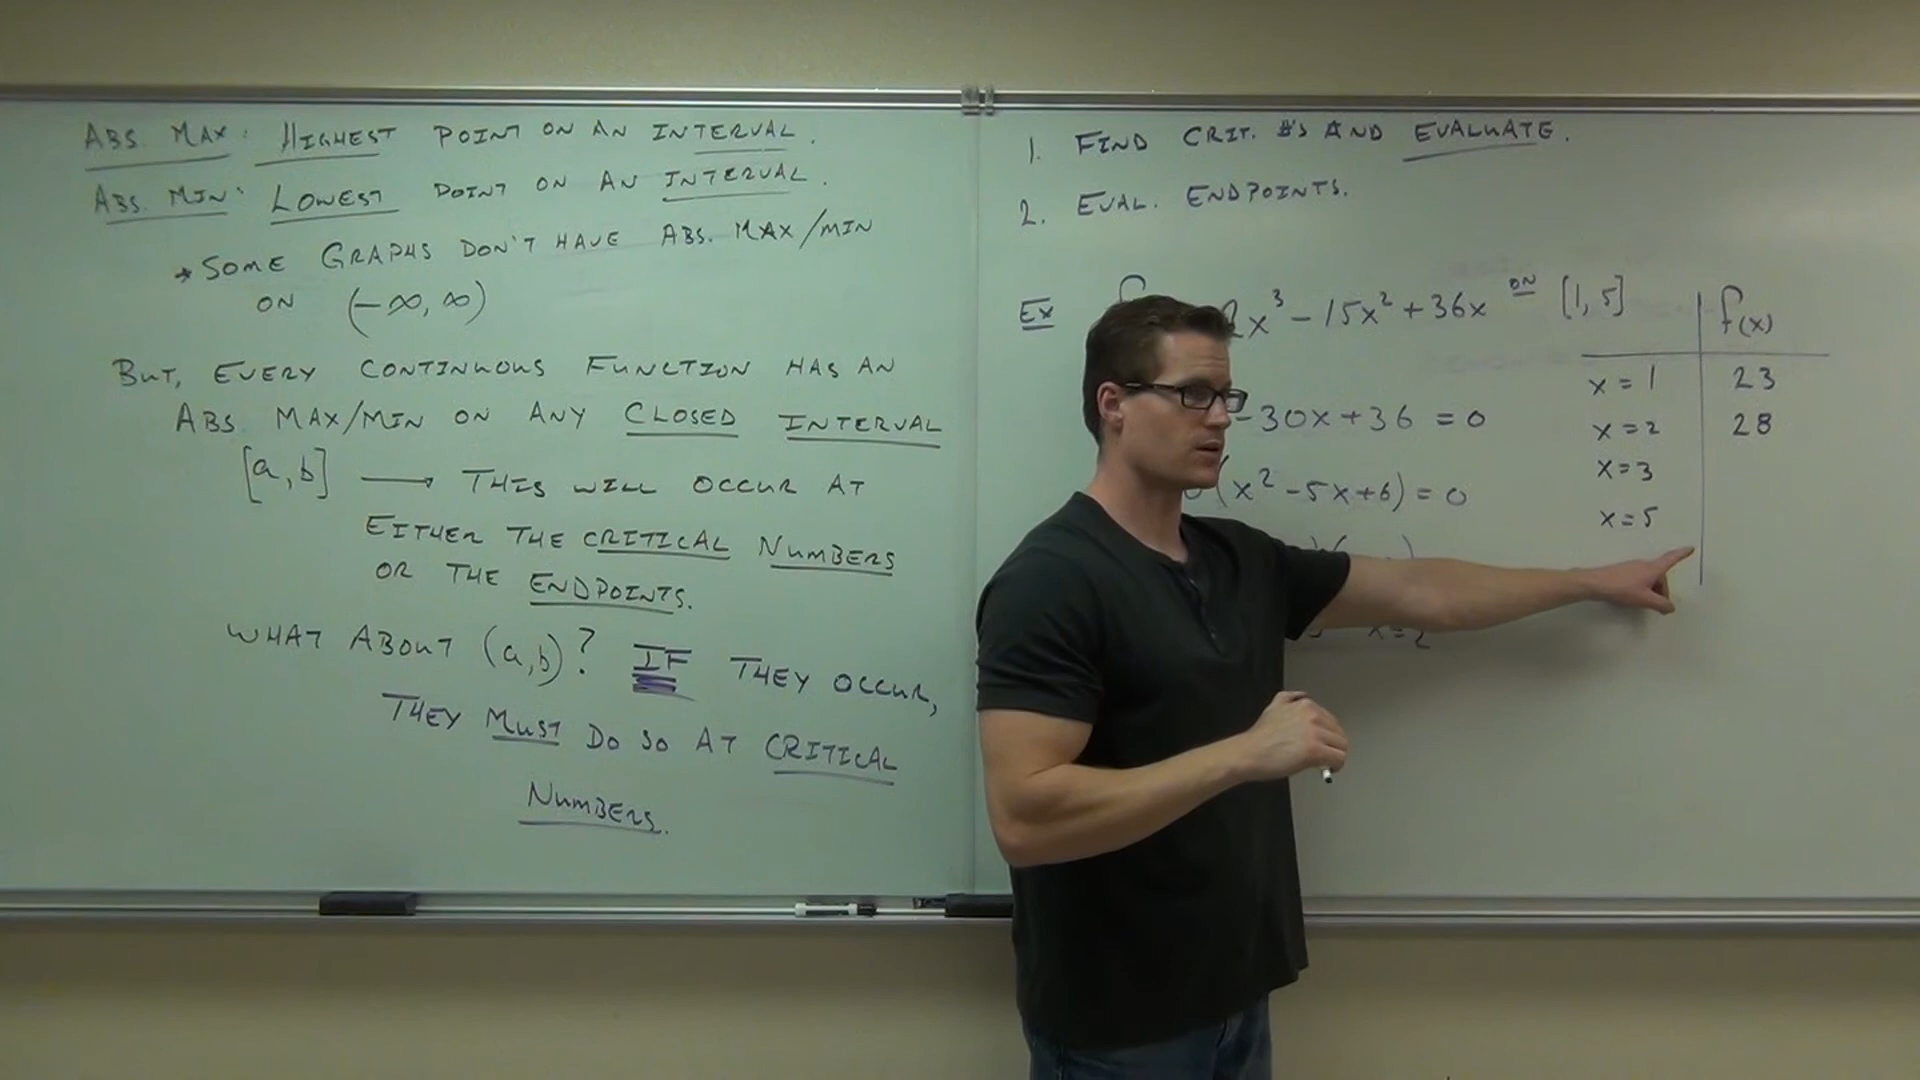 ABS. MAX: HIGHEST POINT ON AN INTERVAL.
ABS. MIN: LOWEST POINT ON AN INTERVAL.
* SOME GRAPHS DON'T HAVE ABS. MAX/MIN
ON (-∞, ∞)
BUT, EVERY CONTINUOUS FUNCTION HAS AN
ABS MAX/MIN ON ANY CLOSED INTERVAL
[a, b] → THIS WILL OCCUR AT
EITHER THE CRITICAL NUMBERS
OR THE ENDPOINTS.
WHAT ABOUT (a, b)? IF THEY OCCUR,
THEY MUST DO SO AT CRITICAL
NUMBERS.
1. FIND CRIT. #'S AND EVALUATE.
2. EVAL. ENDPOINTS.
EX 2x³ - 15x² + 36x ON [1, 5]
- 30x + 36 = 0
(x² - 5x + 6) = 0
x = 2
f(x)
x = 1 23
x = 2 28
x = 3
x = 5